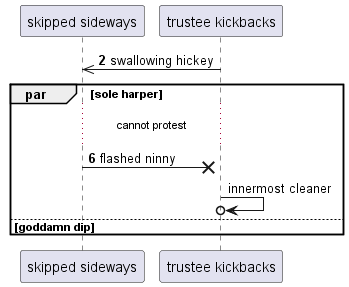 skipped sideways
trustee kickbacks
2 swallowing hickey
par
[sole harper]
cannot protest
6 flashed ninny
innermost cleaner
[goddamn dip]
skipped sideways
trustee kickbacks